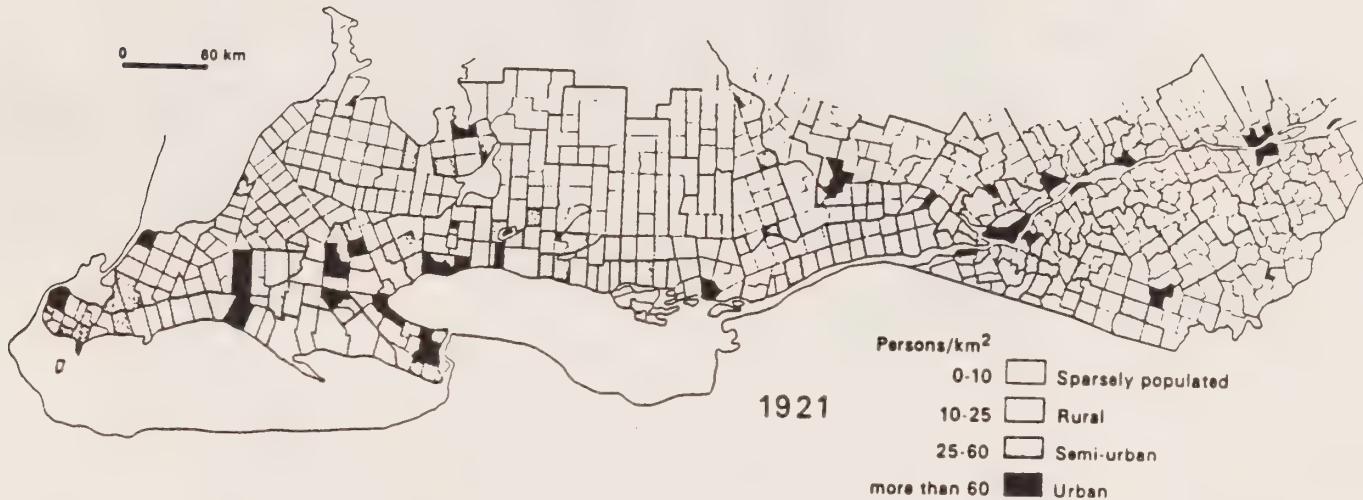 0 60 km
1921
Persons/km²
0-10 Sparsely populated
10-25 Rural
25-60 Semi-urban
more than 60 Urban